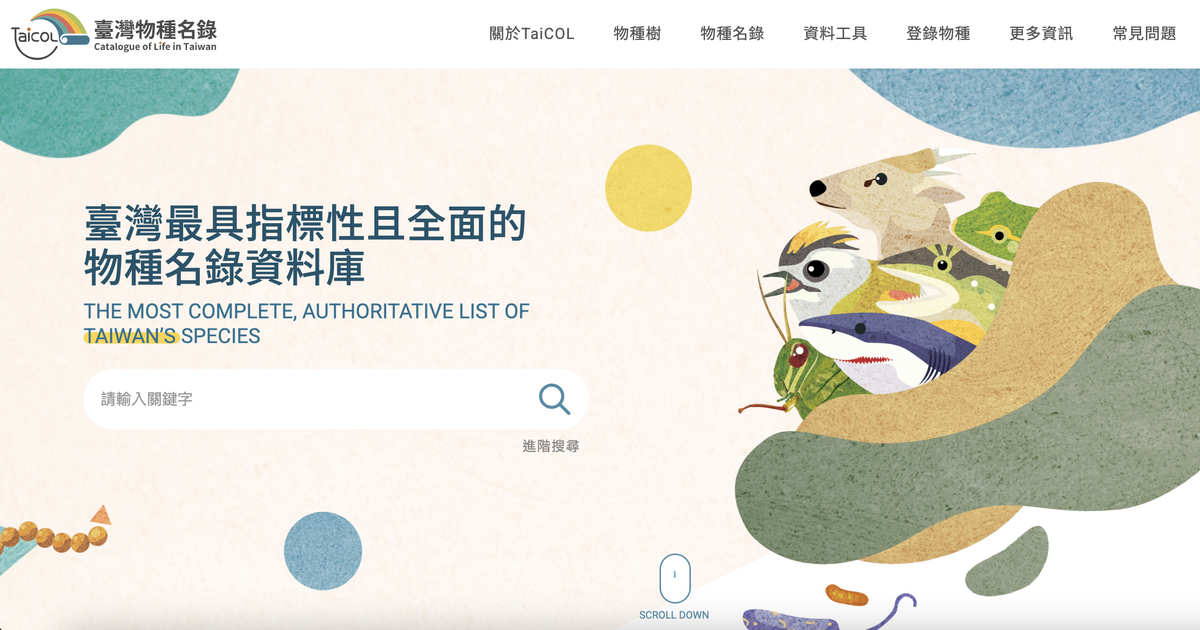 TaiCOL
臺灣物種名錄
Catalogue of Life in Taiwan
關於TaiCOL
物種樹
物種名錄
資料工具
登錄物種
更多資訊
常見問題
臺灣最具指標性且全面的
物種名錄資料庫
THE MOST COMPLETE, AUTHORITATIVE LIST OF
TAIWAN’S SPECIES
請輸入關鍵字
進階搜尋
SCROLL DOWN